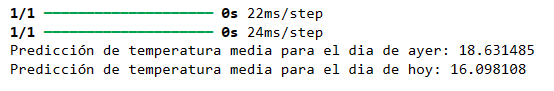 1/1 ━━━━━━━━━━━━━━━━━━━━ 0s 22ms/step
1/1 ━━━━━━━━━━━━━━━━━━━━ 0s 24ms/step
Predicción de temperatura media para el dia de ayer: 18.631485
Predicción de temperatura media para el dia de hoy: 16.098108